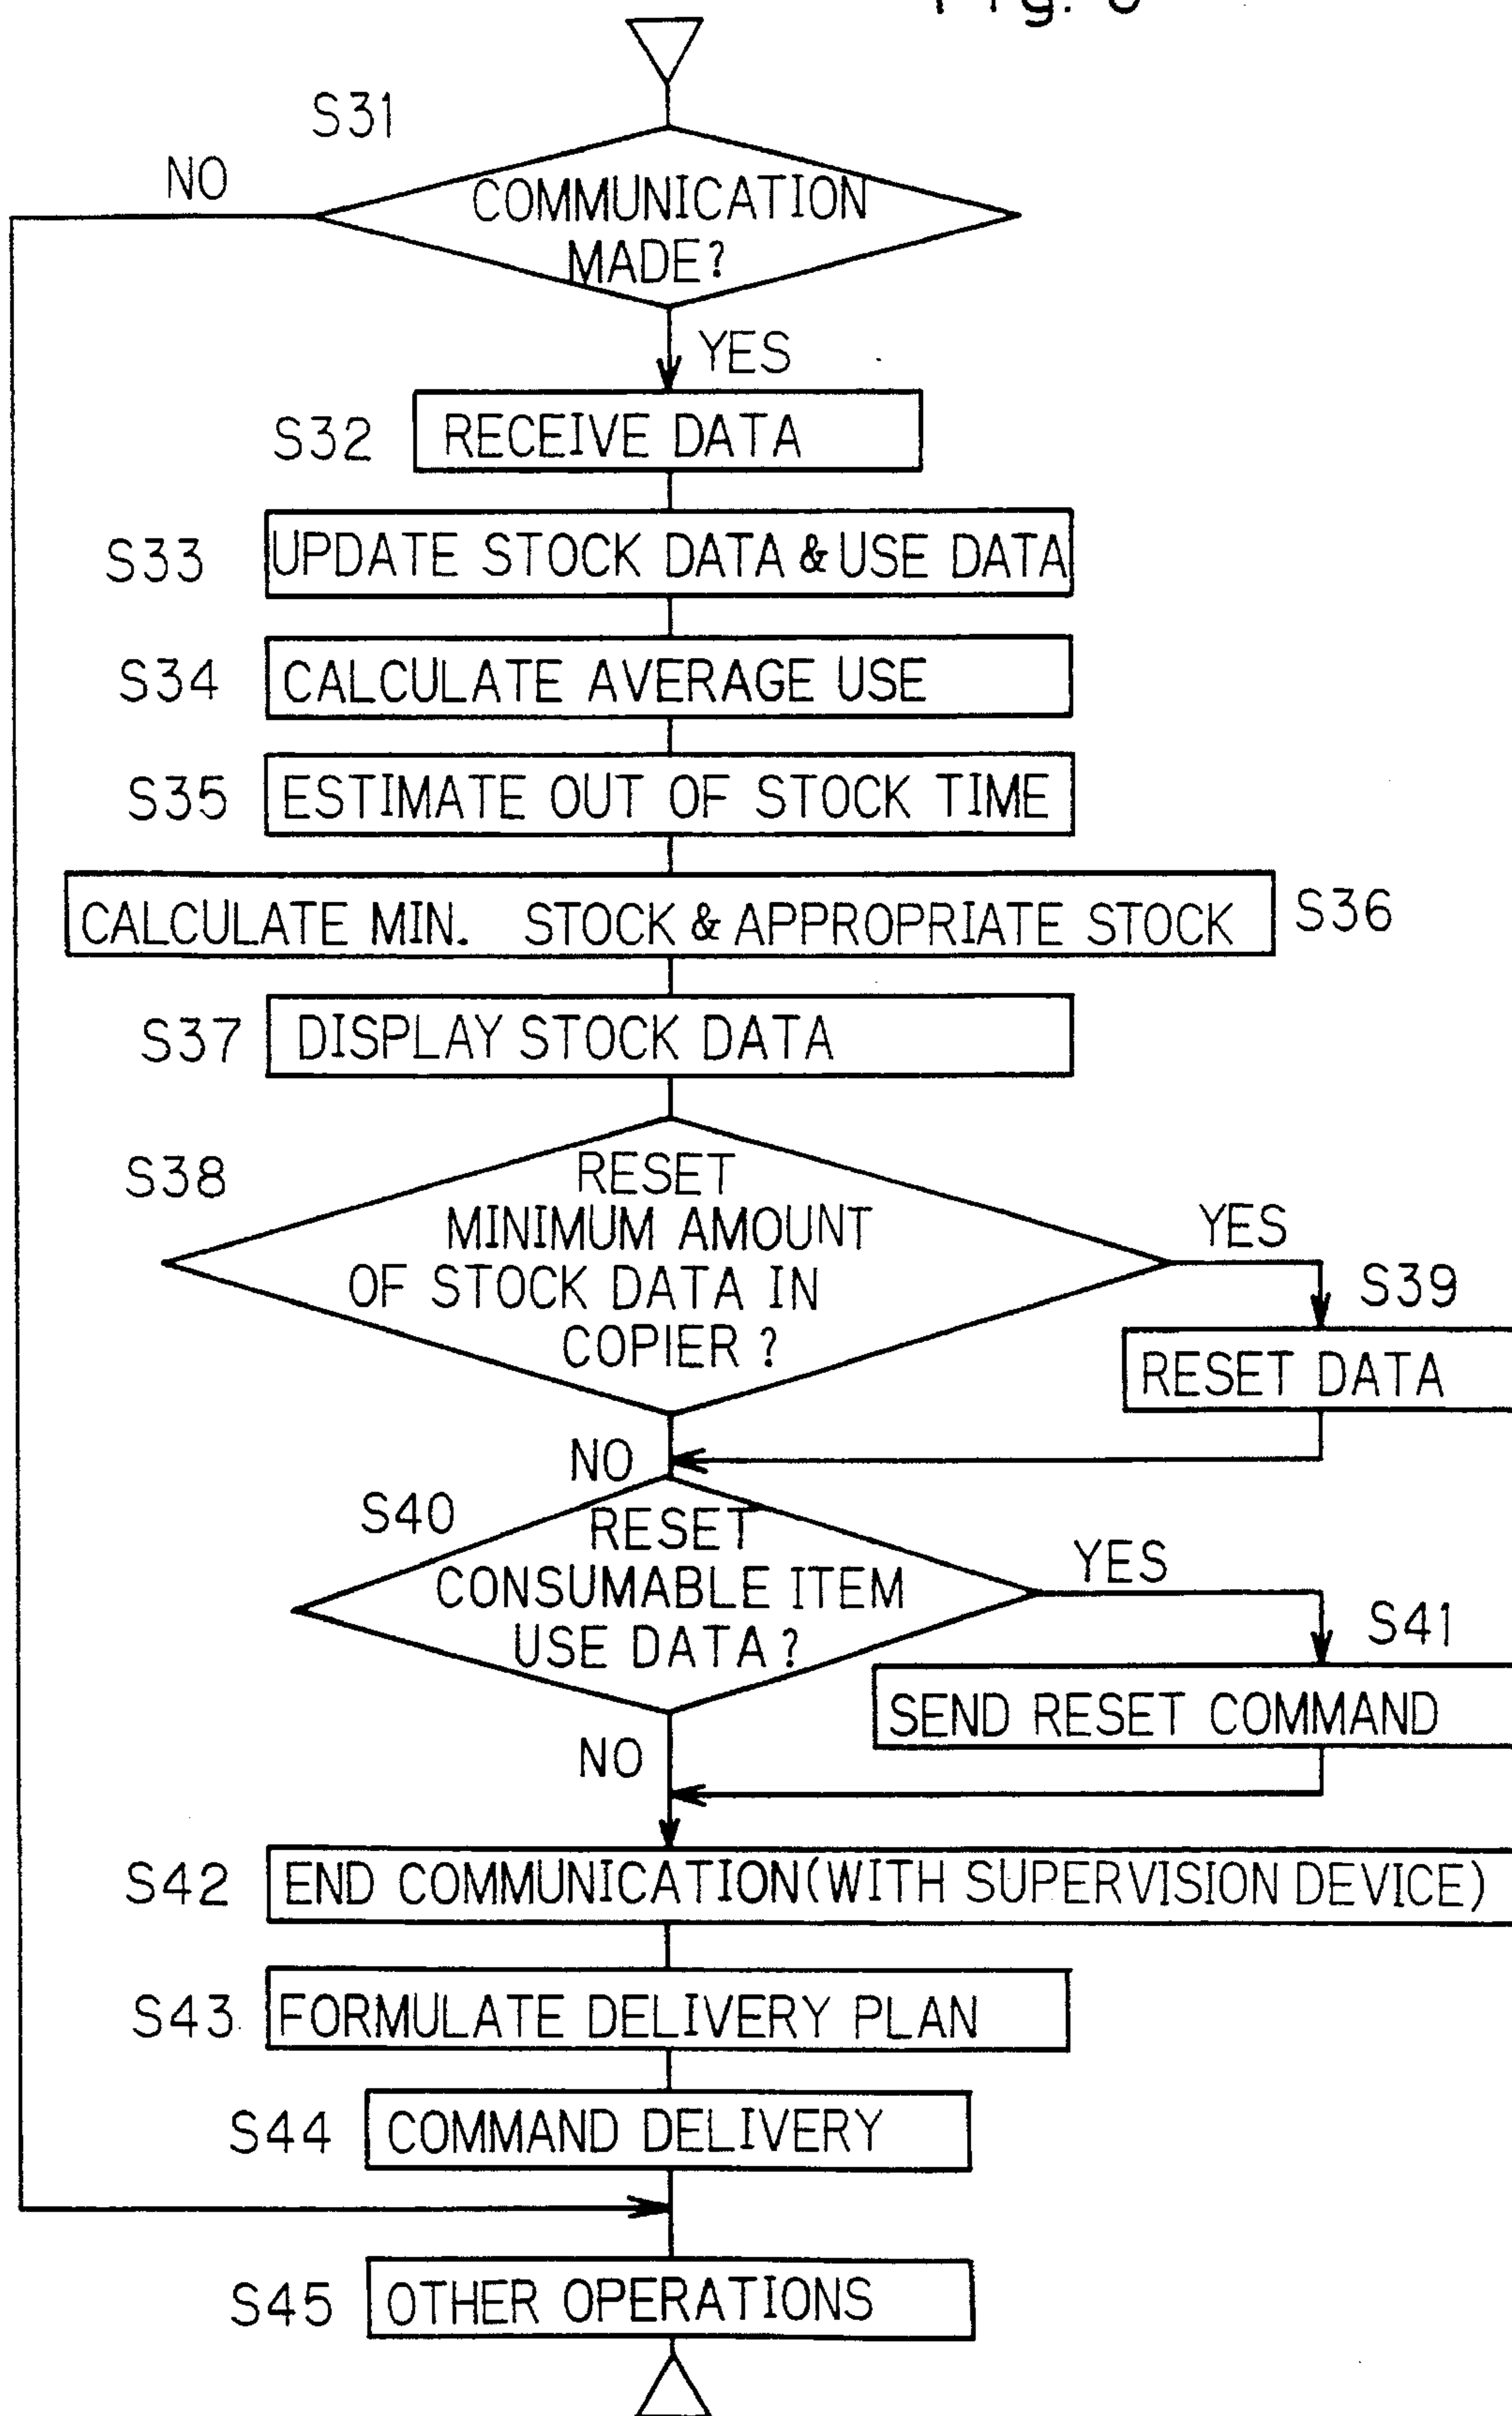 S31
NO
COMMUNICATION
MADE?
YES
S32
RECEIVE DATA
S33
UPDATE STOCK DATA & USE DATA
S34
CALCULATE AVERAGE USE
S35
ESTIMATE OUT OF STOCK TIME
CALCULATE MIN. STOCK & APPROPRIATE STOCK
S36
S37
DISPLAY STOCK DATA
S38
RESET
MINIMUM AMOUNT
OF STOCK DATA IN
COPIER ?
YES
S39
RESET DATA
NO
S40
RESET
CONSUMABLE ITEM
USE DATA ?
YES
S41
SEND RESET COMMAND
NO
S42
END COMMUNICATION(WITH SUPERVISION DEVICE)
S43
FORMULATE DELIVERY PLAN
S44
COMMAND DELIVERY
S45
OTHER OPERATIONS